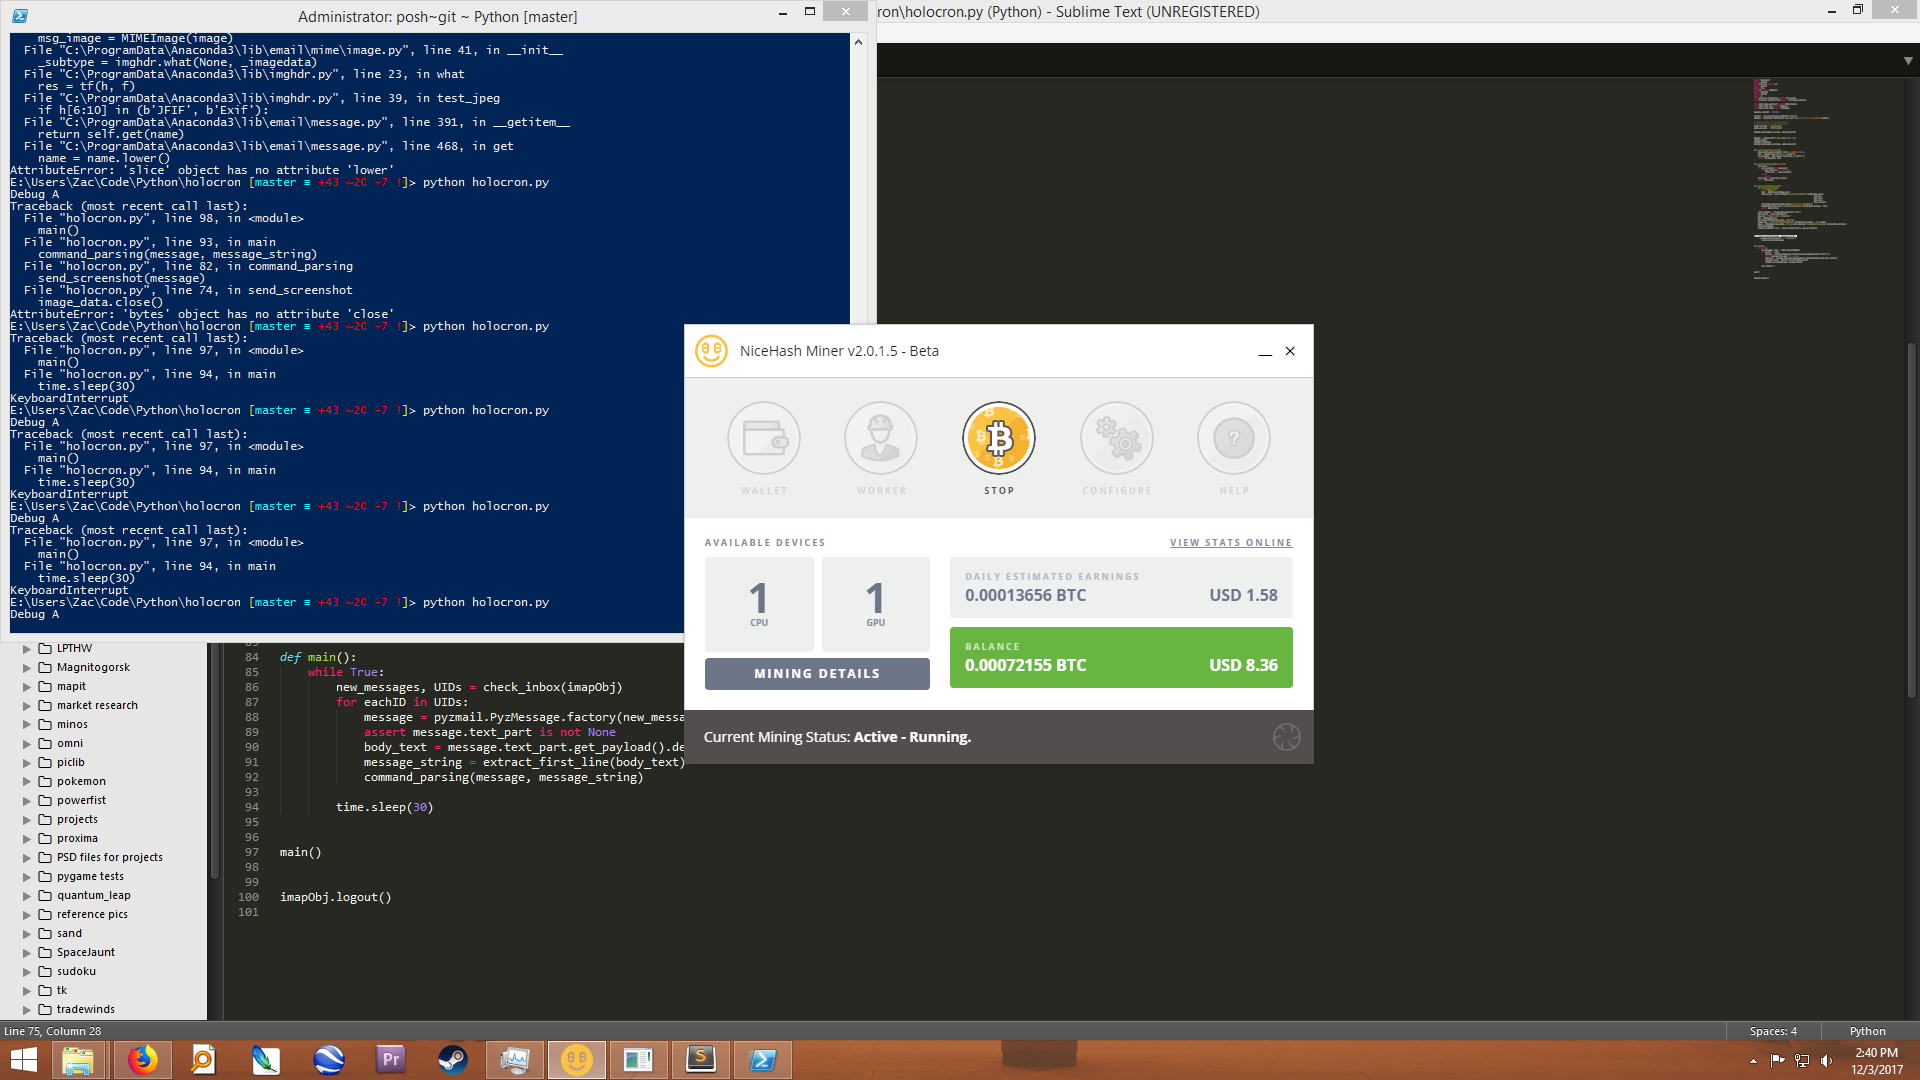 Administrator: posh~git ~ Python [master]
msg_image = MIMEImage(image)
File "C:\ProgramData\Anaconda3\lib\email\mime\image.py", line 41, in __init__
_subtype = imghdr.what(None, _imagedata)
File "C:\ProgramData\Anaconda3\lib\imghdr.py", line 23, in what
res = tf(h, f)
File "C:\ProgramData\Anaconda3\lib\imghdr.py", line 39, in test_jpeg
if h[6:10] in (b'JFIF', b'Exif'):
File "C:\ProgramData\Anaconda3\lib\email\message.py", line 391, in __getitem__
return self.get(name)
File "C:\ProgramData\Anaconda3\lib\email\message.py", line 468, in get
name = name.lower()
AttributeError: 'slice' object has no attribute 'lower'
E:\Users\Zac\Code\Python\holocron [master ≡ +43 ~20 -7 !]> python holocron.py
Debug A
Traceback (most recent call last):
File "holocron.py", line 98, in <module>
main()
File "holocron.py", line 93, in main
command_parsing(message, message_string)
File "holocron.py", line 82, in command_parsing
send_screenshot(message)
File "holocron.py", line 74, in send_screenshot
image_data.close()
AttributeError: 'bytes' object has no attribute 'close'
E:\Users\Zac\Code\Python\holocron [master ≡ +43 ~20 -7 !]> python holocron.py
Traceback (most recent call last):
File "holocron.py", line 97, in <module>
main()
File "holocron.py", line 94, in main
time.sleep(30)
KeyboardInterrupt
E:\Users\Zac\Code\Python\holocron [master ≡ +43 ~20 -7 !]> python holocron.py
Debug A
Traceback (most recent call last):
File "holocron.py", line 97, in <module>
main()
File "holocron.py", line 94, in main
time.sleep(30)
KeyboardInterrupt
E:\Users\Zac\Code\Python\holocron [master ≡ +43 ~20 -7 !]> python holocron.py
Debug A
Traceback (most recent call last):
File "holocron.py", line 97, in <module>
main()
File "holocron.py", line 94, in main
time.sleep(30)
KeyboardInterrupt
E:\Users\Zac\Code\Python\holocron [master ≡ +43 ~20 -7 !]> python holocron.py
Debug A
ron\holocron.py (Python) - Sublime Text (UNREGISTERED)
NiceHash Miner v2.0.1.5 - Beta
WALLET
WORKER
STOP
CONFIGURE
HELP
AVAILABLE DEVICES
VIEW STATS ONLINE
1
CPU
1
GPU
MINING DETAILS
DAILY ESTIMATED EARNINGS
0.00013656 BTC USD 1.58
BALANCE
0.00072155 BTC USD 8.36
Current Mining Status: Active - Running.
LPTHW
Magnitogorsk
mapit
market research
minos
omni
piclib
pokemon
powerfist
projects
proxima
PSD files for projects
pygame tests
quantum_leap
reference pics
sand
SpaceJaunt
sudoku
tk
tradewinds
84 def main():
85 while True:
86 new_messages, UIDs = check_inbox(imapObj)
87 for eachID in UIDs:
88 message = pyzmail.PyzMessage.factory(new_messa
89 assert message.text_part is not None
90 body_text = message.text_part.get_payload().de
91 message_string = extract_first_line(body_text)
92 command_parsing(message, message_string)
93
94 time.sleep(30)
95
96
97 main()
98
99
100 imapObj.logout()
101
Line 75, Column 28
Spaces: 4
Python
Pr
2:40 PM
12/3/2017